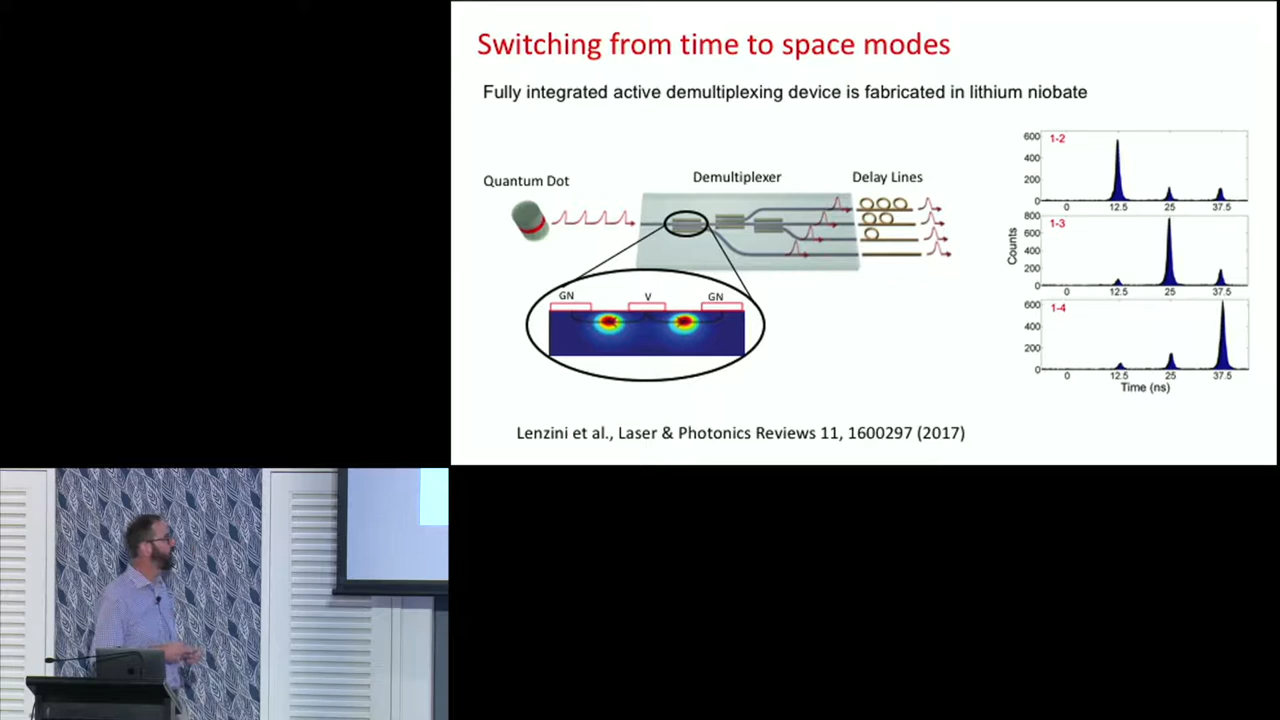 Switching from time to space modes
Fully integrated active demultiplexing device is fabricated in lithium niobate
Quantum Dot
Demultiplexer
Delay Lines
GN
V
GN
600
400
200
0
1-2
0
12.5
25
37.5
800
600
400
200
0
1-3
0
12.5
25
37.5
Counts
600
400
200
0
1-4
0
12.5
25
37.5
Time (ns)
Lenzini et al., Laser & Photonics Reviews 11, 1600297 (2017)